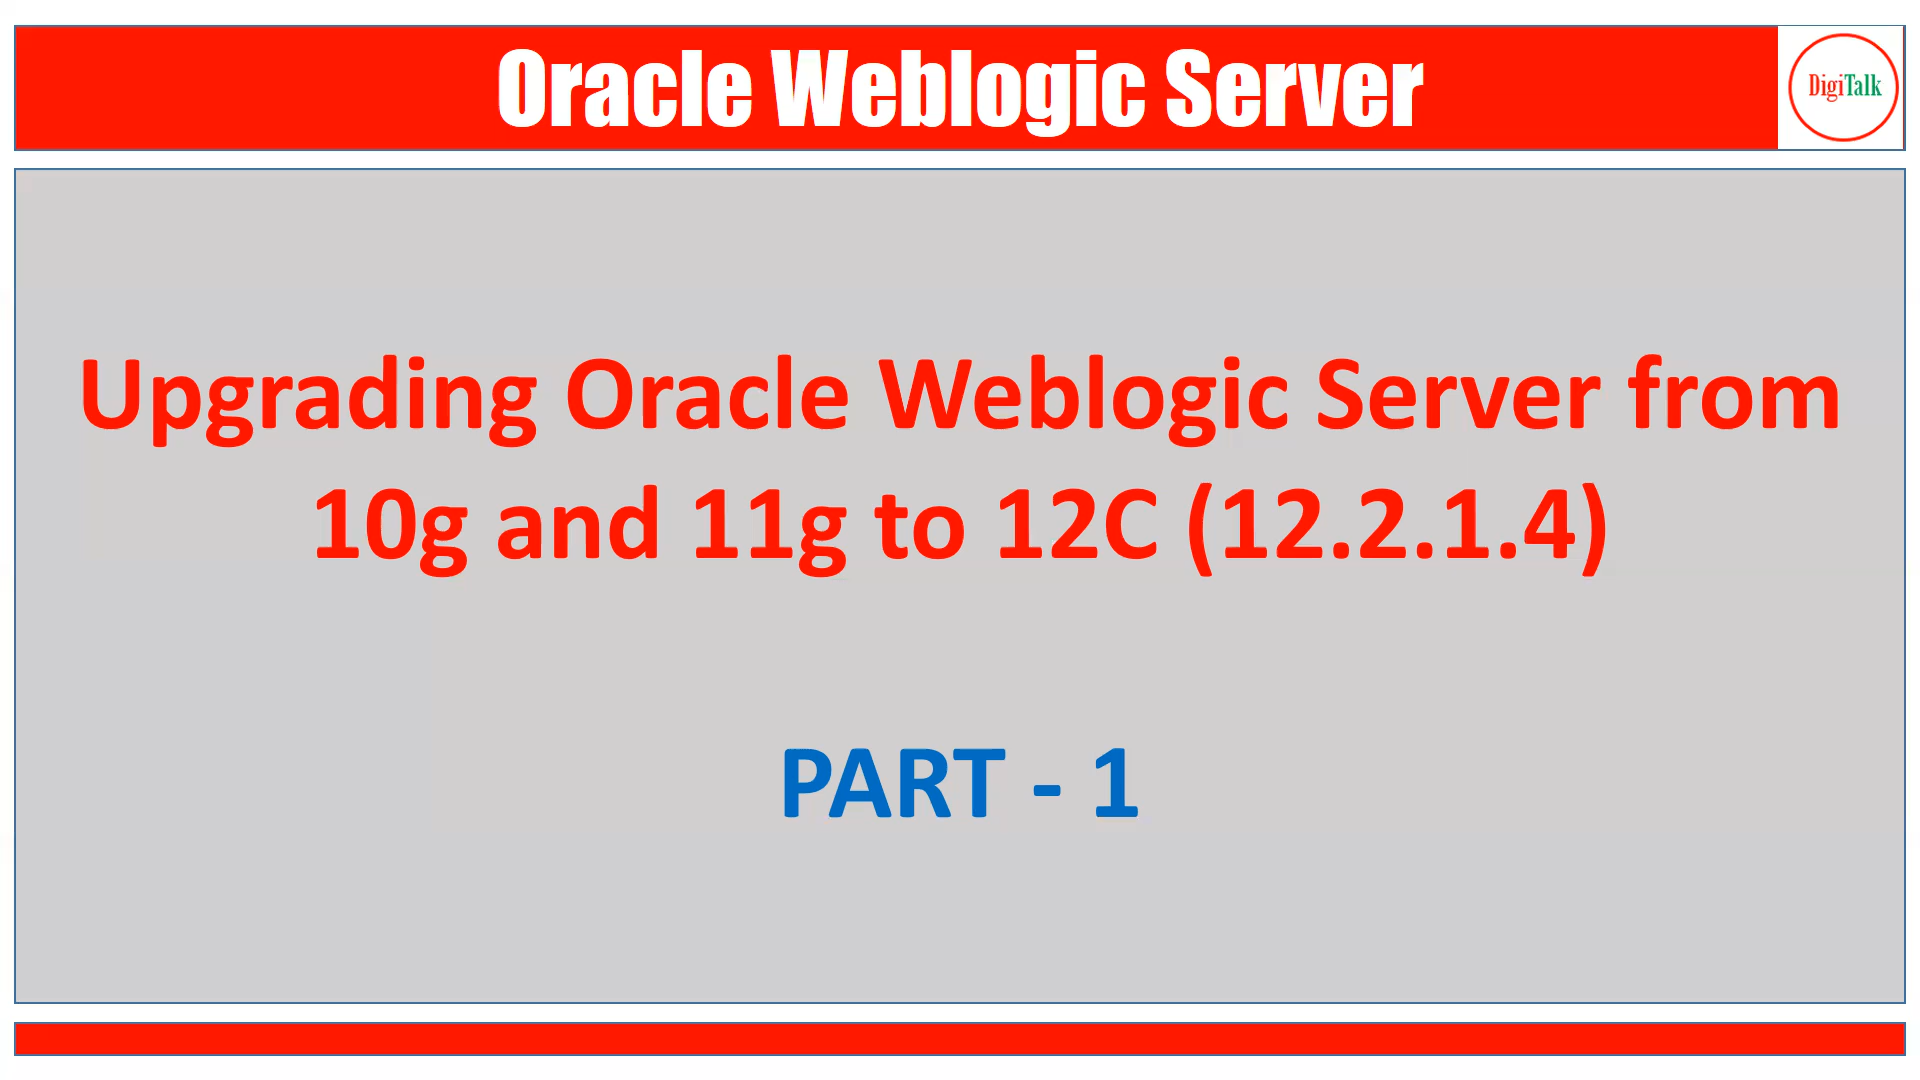 Oracle Weblogic Server
DigiTalk
Upgrading Oracle Weblogic Server from
10g and 11g to 12C (12.2.1.4)
PART - 1